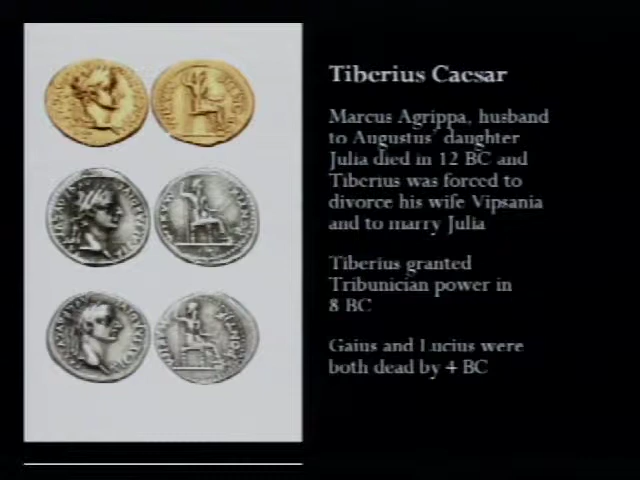 Tiberius Caesar
Marcus Agrippa, husband
to Augustus' daughter
Julia died in 12 BC and
Tiberius was forced to
divorce his wife Vipsania
and to marry Julia
Tiberius granted
Tribunician power in
8 BC
Gaius and Lucius were
both dead by 4 BC